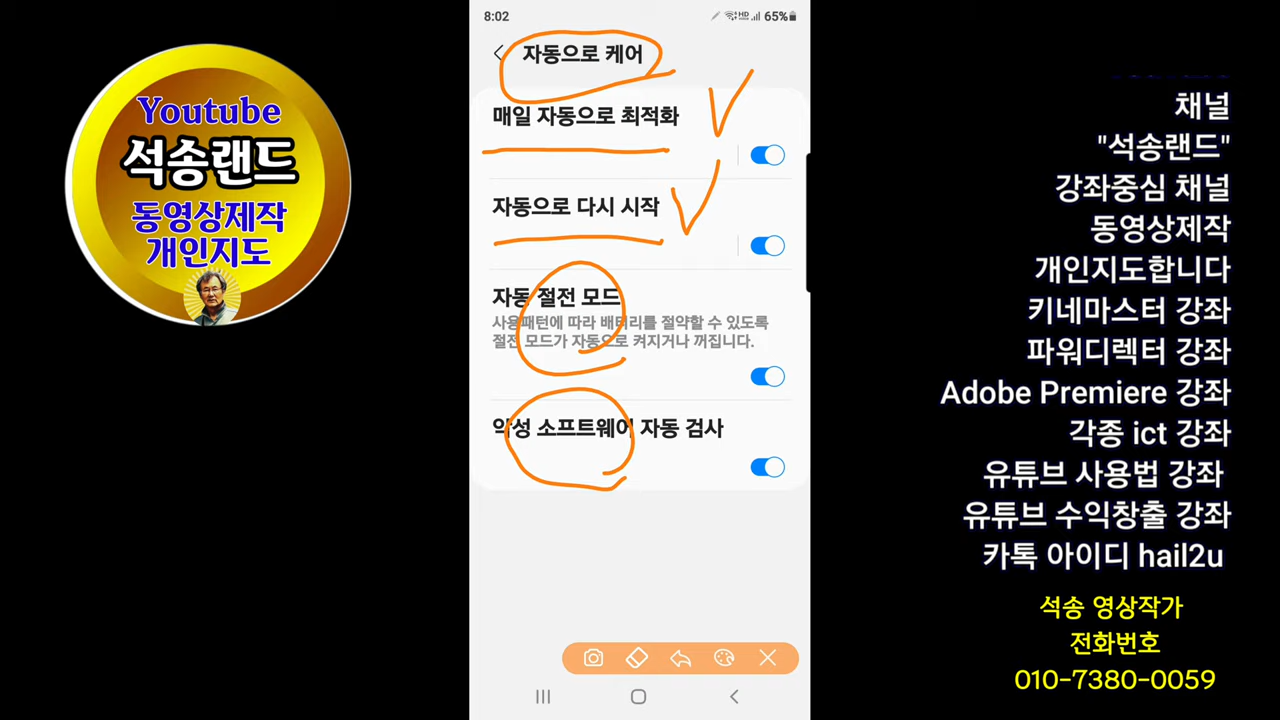 Youtube
석송랜드
동영상제작
개인지도
8:02
65%
자동으로 케어
매일 자동으로 최적화
자동으로 다시 시작
자동 절전 모드
사용패턴에 따라 배터리를 절약할 수 있도록
절전 모드가 자동으로 켜지거나 꺼집니다.
악성 소프트웨어 자동 검사
채널
"석송랜드"
강좌중심 채널
동영상제작
개인지도합니다
키네마스터 강좌
파워디렉터 강좌
Adobe Premiere 강좌
각종 ict 강좌
유튜브 사용법 강좌
유튜브 수익창출 강좌
카톡 아이디 hail2u
석송 영상작가
전화번호
010-7380-0059